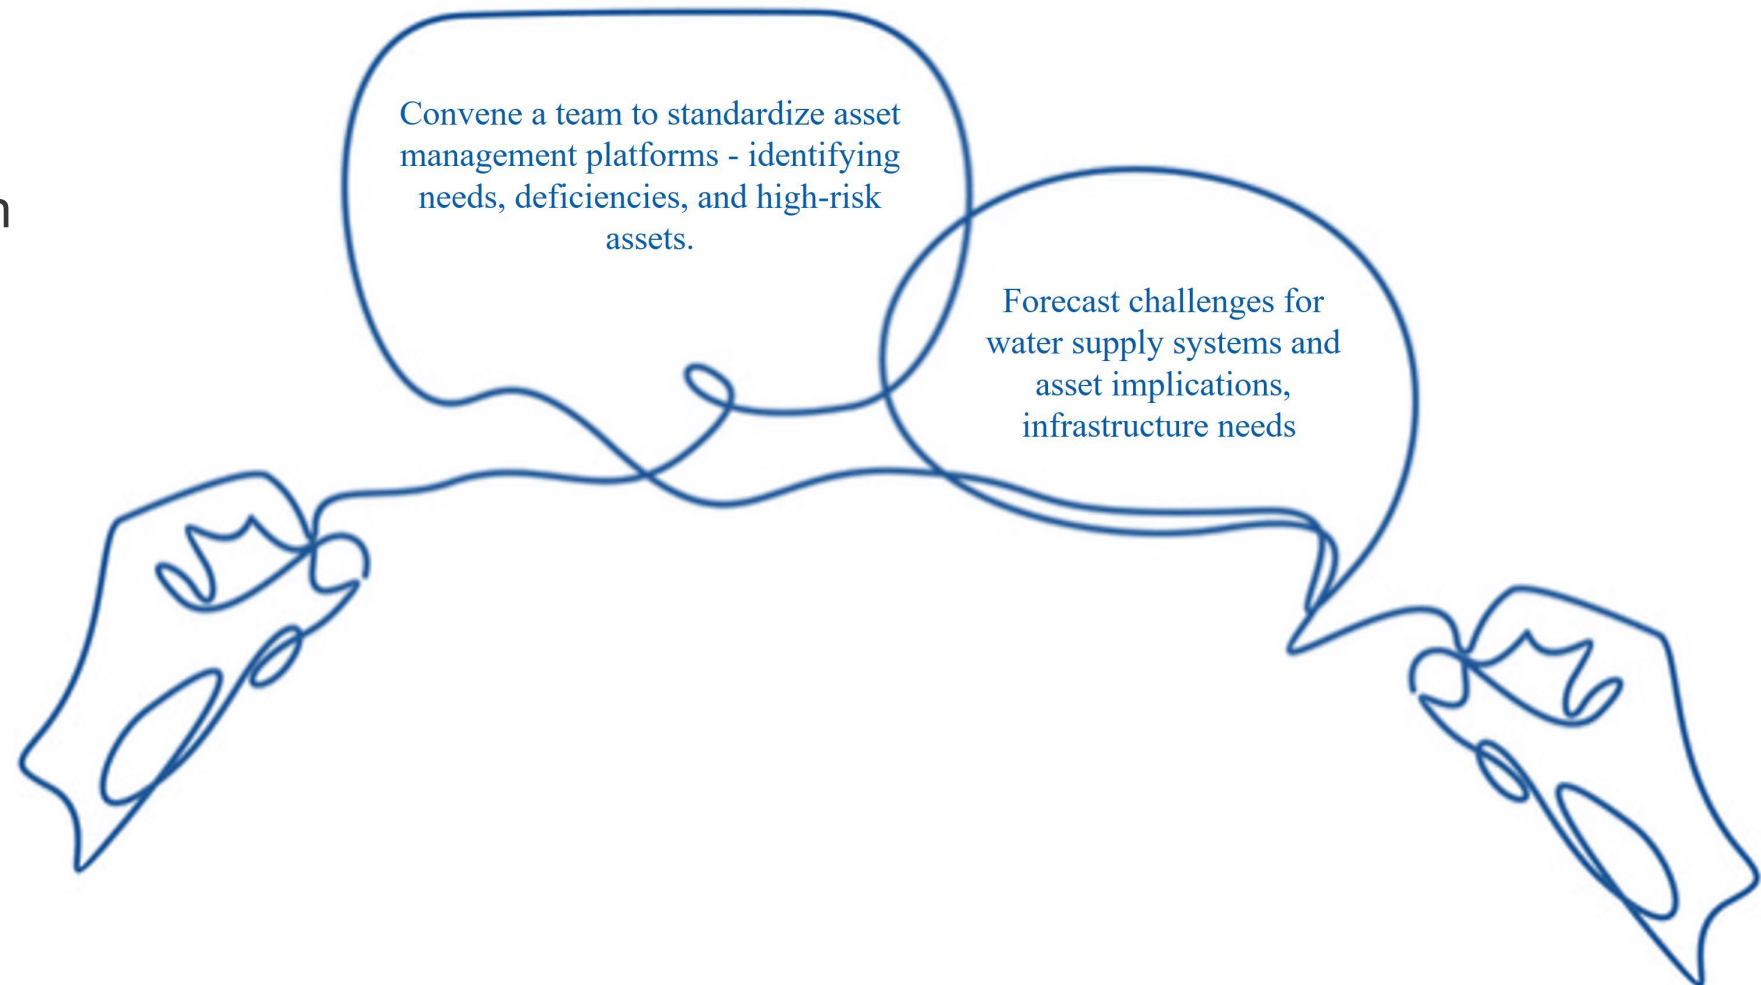 Convene a team to standardize asset
management platforms - identifying
needs, deficiencies, and high-risk
assets.
Forecast challenges for
water supply systems and
asset implications,
infrastructure needs